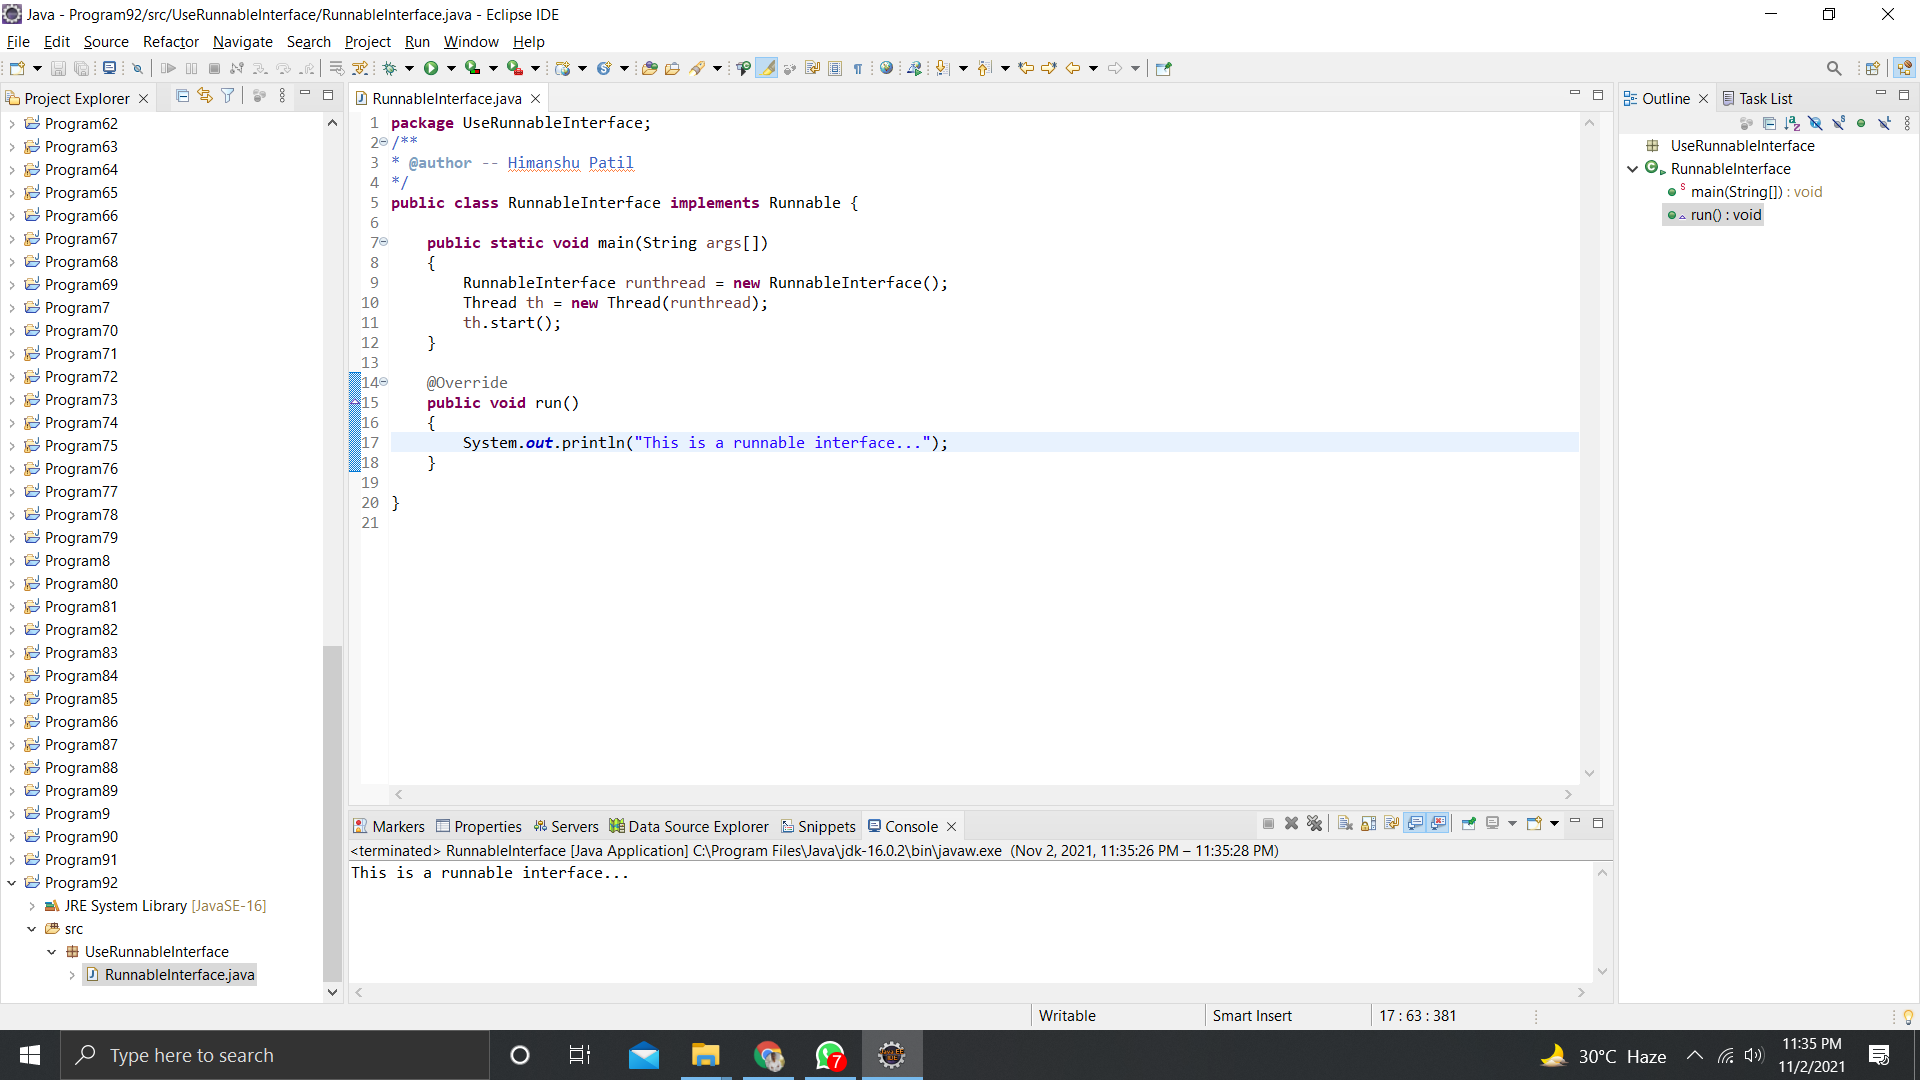 Java - Program92/src/UseRunnableInterface/RunnableInterface.java - Eclipse IDE
File Edit Source Refactor Navigate Search Project Run Window Help
Project Explorer
Program62
Program63
Program64
Program65
Program66
Program67
Program68
Program69
Program7
Program70
Program71
Program72
Program73
Program74
Program75
Program76
Program77
Program78
Program79
Program8
Program80
Program81
Program82
Program83
Program84
Program85
Program86
Program87
Program88
Program89
Program9
Program90
Program91
Program92
JRE System Library [JavaSE-16]
src
UseRunnableInterface
RunnableInterface.java
RunnableInterface.java
1 package UseRunnableInterface;
2 /**
3 * @author -- Himanshu Patil
4 */
5 public class RunnableInterface implements Runnable {
6
7 public static void main(String args[])
8 {
9 RunnableInterface runthread = new RunnableInterface();
10 Thread th = new Thread(runthread);
11 th.start();
12 }
13
14 @Override
15 public void run()
16 {
17 System.out.println("This is a runnable interface...");
18 }
19
20 }
21
Outline Task List
UseRunnableInterface
RunnableInterface
main(String[]) : void
run() : void
Markers Properties Servers Data Source Explorer Snippets Console
<terminated> RunnableInterface [Java Application] C:\Program Files\Java\jdk-16.0.2\bin\javaw.exe (Nov 2, 2021, 11:35:26 PM – 11:35:28 PM)
This is a runnable interface...
Writable Smart Insert 17 : 63 : 381
Type here to search
7
30°C Haze
11:35 PM
11/2/2021